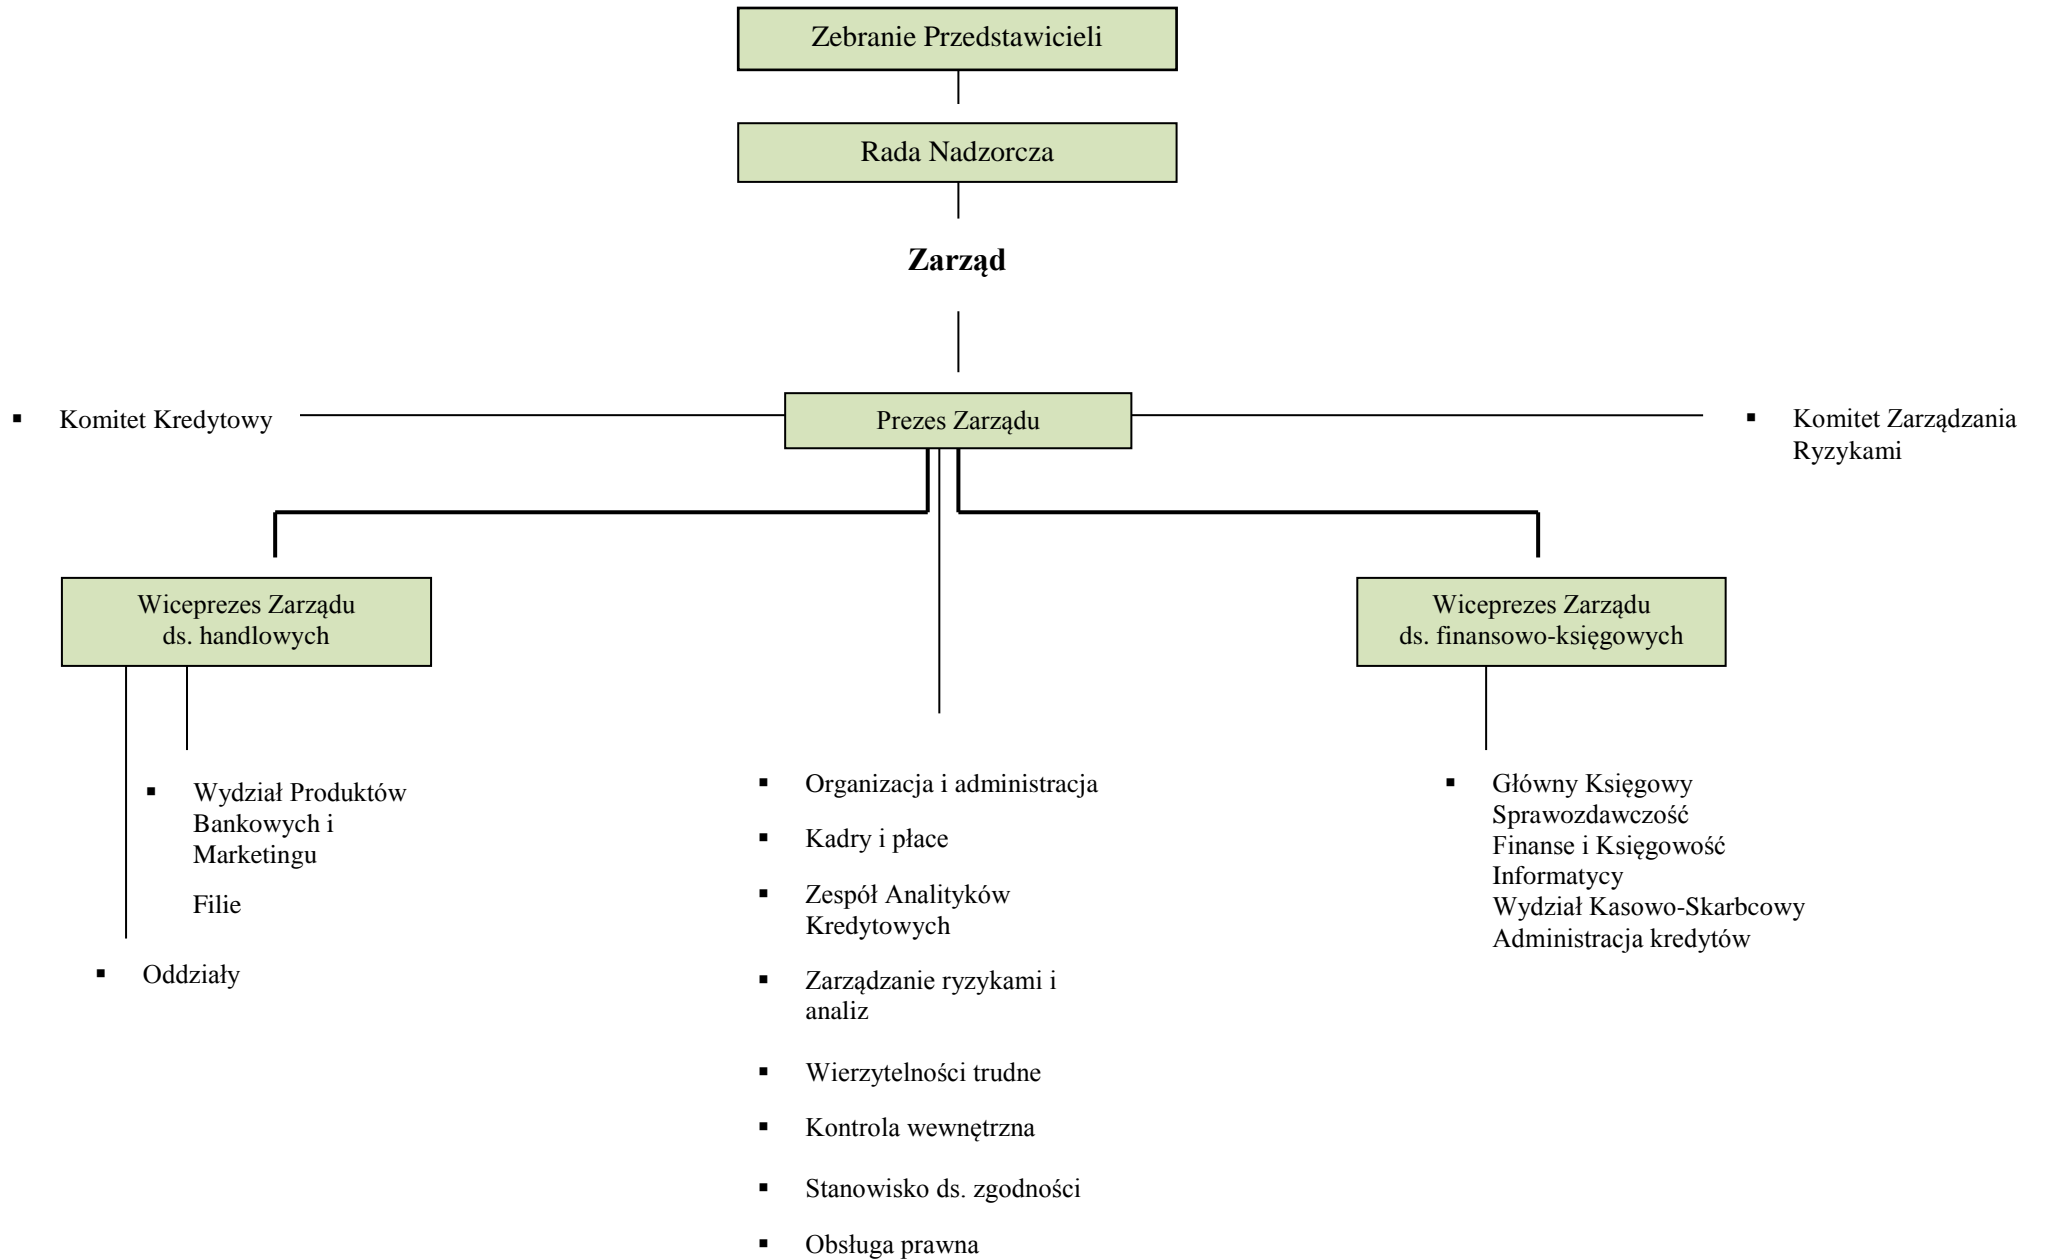 Zebranie Przedstawicieli
Rada Nadzorcza
Zarząd
▪ Komitet Kredytowy
Prezes Zarządu
▪ Komitet Zarządzania
Ryzykami
Wiceprezes Zarządu
ds. handlowych
Wiceprezes Zarządu
ds. finansowo-księgowych
▪ Wydział Produktów
Bankowych i
Marketingu
Filie
▪ Oddziały
▪ Organizacja i administracja
▪ Kadry i płace
▪ Zespół Analityków
Kredytowych
▪ Zarządzanie ryzykami i
analiz
▪ Wierzytelności trudne
▪ Kontrola wewnętrzna
▪ Stanowisko ds. zgodności
▪ Obsługa prawna
▪ Główny Księgowy
Sprawozdawczość
Finanse i Księgowość
Informatycy
Wydział Kasowo-Skarbcowy
Administracja kredytów